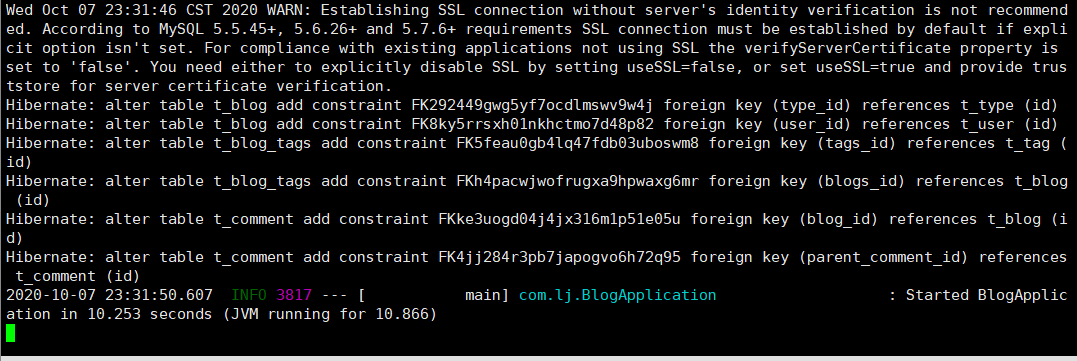 Wed Oct 07 23:31:46 CST 2020 WARN: Establishing SSL connection without server's identity verification is not recommend
ed. According to MySQL 5.5.45+, 5.6.26+ and 5.7.6+ requirements SSL connection must be established by default if expli
cit option isn't set. For compliance with existing applications not using SSL the verifyServerCertificate property is
set to 'false'. You need either to explicitly disable SSL by setting useSSL=false, or set useSSL=true and provide trus
tstore for server certificate verification.
Hibernate: alter table t_blog add constraint FK292449gwg5yf7ocdlmswv9w4j foreign key (type_id) references t_type (id)
Hibernate: alter table t_blog add constraint FK8ky5rrsxh01nkhctmo7d48p82 foreign key (user_id) references t_user (id)
Hibernate: alter table t_blog_tags add constraint FK5feau0gb4lq47fdb03uboswm8 foreign key (tags_id) references t_tag (
id)
Hibernate: alter table t_blog_tags add constraint FKh4pacwjwofrugxa9hpwaxg6mr foreign key (blogs_id) references t_blog
(id)
Hibernate: alter table t_comment add constraint FKke3uogd04j4jx316m1p51e05u foreign key (blog_id) references t_blog (i
d)
Hibernate: alter table t_comment add constraint FK4jj284r3pb7japogvo6h72q95 foreign key (parent_comment_id) references
t_comment (id)
2020-10-07 23:31:50.607  INFO 3817 --- [           main] com.lj.BlogApplication                   : Started BlogApplic
ation in 10.253 seconds (JVM running for 10.866)